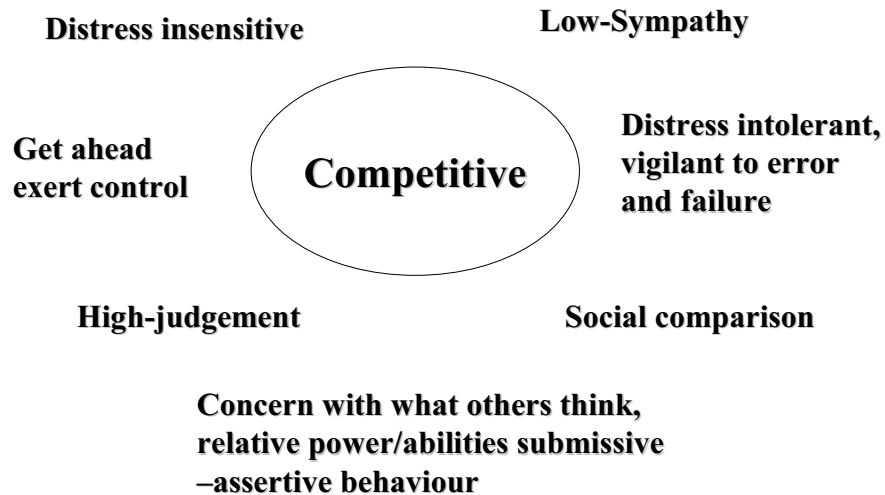 Distress insensitive
Low-Sympathy
Get ahead
exert control
Competitive
Distress intolerant,
vigilant to error
and failure
High-judgement
Social comparison
Concern with what others think,
relative power/abilities submissive
–assertive behaviour